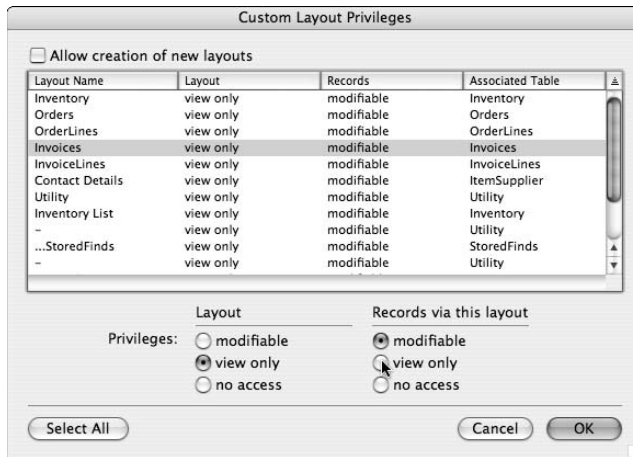 Custom Layout Privileges
Allow creation of new layouts
Layout Name Layout Records Associated Table
Inventory view only modifiable Inventory
Orders view only modifiable Orders
OrderLines view only modifiable OrderLines
Invoices view only modifiable Invoices
InvoiceLines view only modifiable InvoiceLines
Contact Details view only modifiable ItemSupplier
Utility view only modifiable Utility
Inventory List view only modifiable Inventory
– view only modifiable Utility
...StoredFinds view only modifiable StoredFinds
– view only modifiable Utility
Layout Records via this layout
Privileges: modifiable modifiable
view only view only
no access no access
Select All Cancel OK